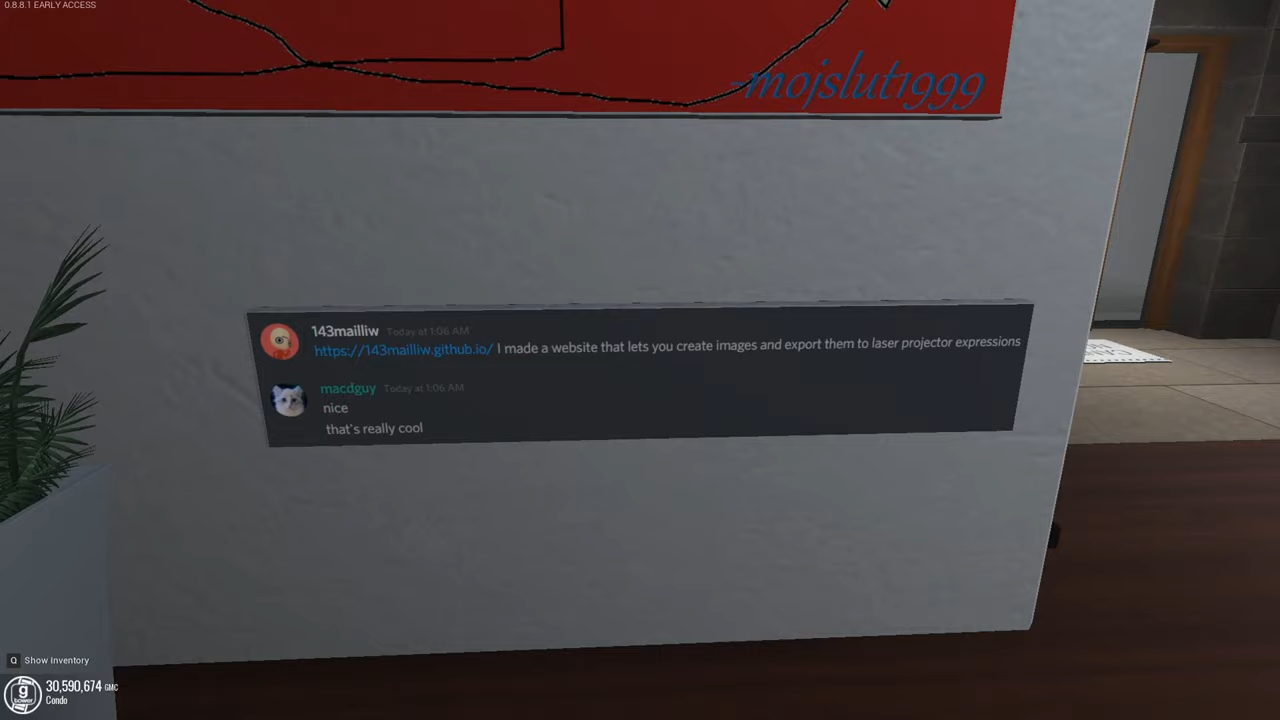 0.8.8.1 EARLY ACCESS
-mojslut1999
143mailliw Today at 1:06 AM
https://143mailliw.github.io/ I made a website that lets you create images and export them to laser projector expressions
macdguy Today at 1:06 AM
nice
that's really cool
Q Show Inventory
30,590,674 GMC
Condo